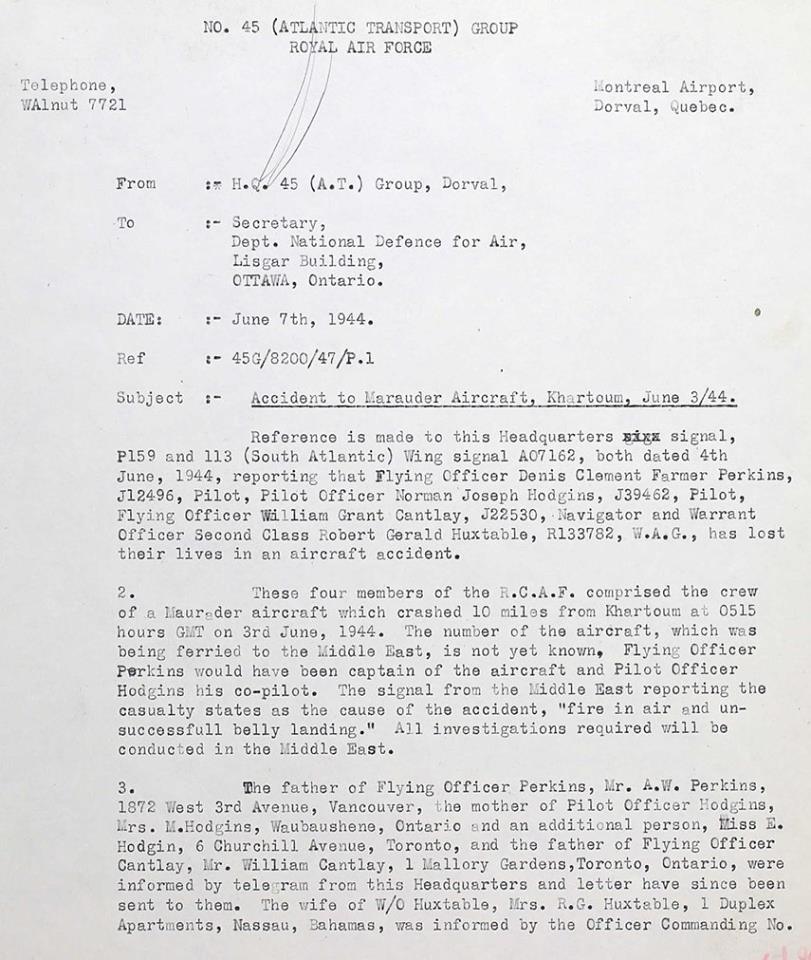 NO. 45 (ATLANTIC TRANSPORT) GROUP
ROYAL AIR FORCE
Telephone,
WAlnut 7721
Montreal Airport,
Dorval, Quebec.
From :- H.Q. 45 (A.T.) Group, Dorval,
To :- Secretary,
Dept. National Defence for Air,
Lisgar Building,
OTTAWA, Ontario.
DATE: :- June 7th, 1944.
Ref :- 45G/8200/47/P.1
Subject :- Accident to Marauder Aircraft, Khartoum, June 3/44.
Reference is made to this Headquarters signal,
P159 and 113 (South Atlantic) Wing signal A07162, both dated 4th
June, 1944, reporting that Flying Officer Denis Clement Farmer Perkins,
J12496, Pilot, Pilot Officer Norman Joseph Hodgins, J39462, Pilot,
Flying Officer William Grant Cantlay, J22530, Navigator and Warrant
Officer Second Class Robert Gerald Huxtable, R133782, W.A.G., has lost
their lives in an aircraft accident.
2. These four members of the R.C.A.F. comprised the crew
of a Maurader aircraft which crashed 10 miles from Khartoum at 0515
hours GMT on 3rd June, 1944. The number of the aircraft, which was
being ferried to the Middle East, is not yet known. Flying Officer
Perkins would have been captain of the aircraft and Pilot Officer
Hodgins his co-pilot. The signal from the Middle East reporting the
casualty states as the cause of the accident, "fire in air and un-
successfull belly landing." All investigations required will be
conducted in the Middle East.
3. The father of Flying Officer Perkins, Mr. A.W. Perkins,
1872 West 3rd Avenue, Vancouver, the mother of Pilot Officer Hodgins,
Mrs. M.Hodgins, Waubaushene, Ontario and an additional person, Miss E.
Hodgin, 6 Churchill Avenue, Toronto, and the father of Flying Officer
Cantlay, Mr. William Cantlay, 1 Mallory Gardens,Toronto, Ontario, were
informed by telegram from this Headquarters and letter have since been
sent to them. The wife of W/O Huxtable, Mrs. R.G. Huxtable, 1 Duplex
Apartments, Nassau, Bahamas, was informed by the Officer Commanding No.